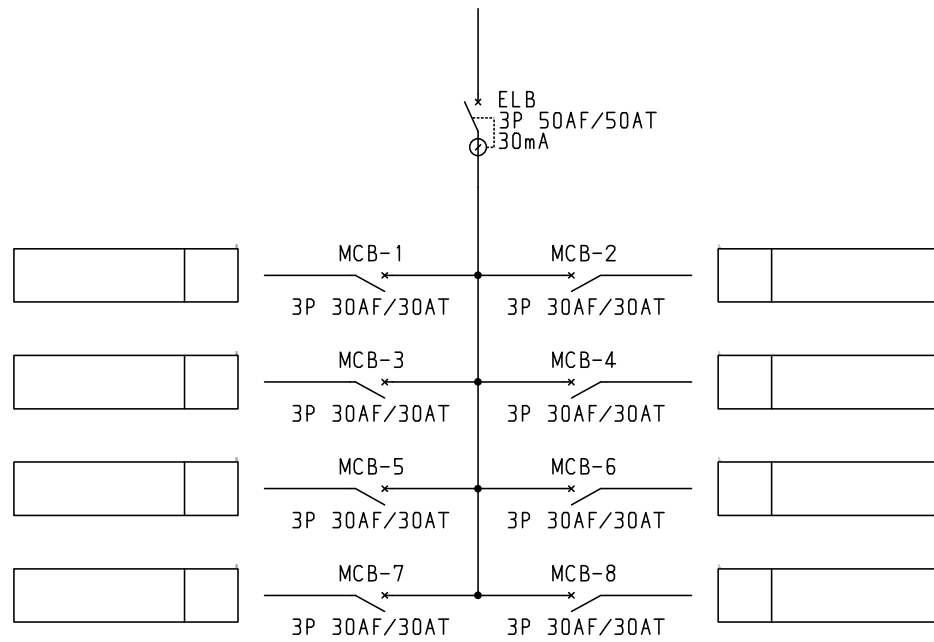 ELB
3P 50AF/50AT
30mA
MCB-1
3P 30AF/30AT
MCB-2
3P 30AF/30AT
MCB-3
3P 30AF/30AT
MCB-4
3P 30AF/30AT
MCB-5
3P 30AF/30AT
MCB-6
3P 30AF/30AT
MCB-7
3P 30AF/30AT
MCB-8
3P 30AF/30AT